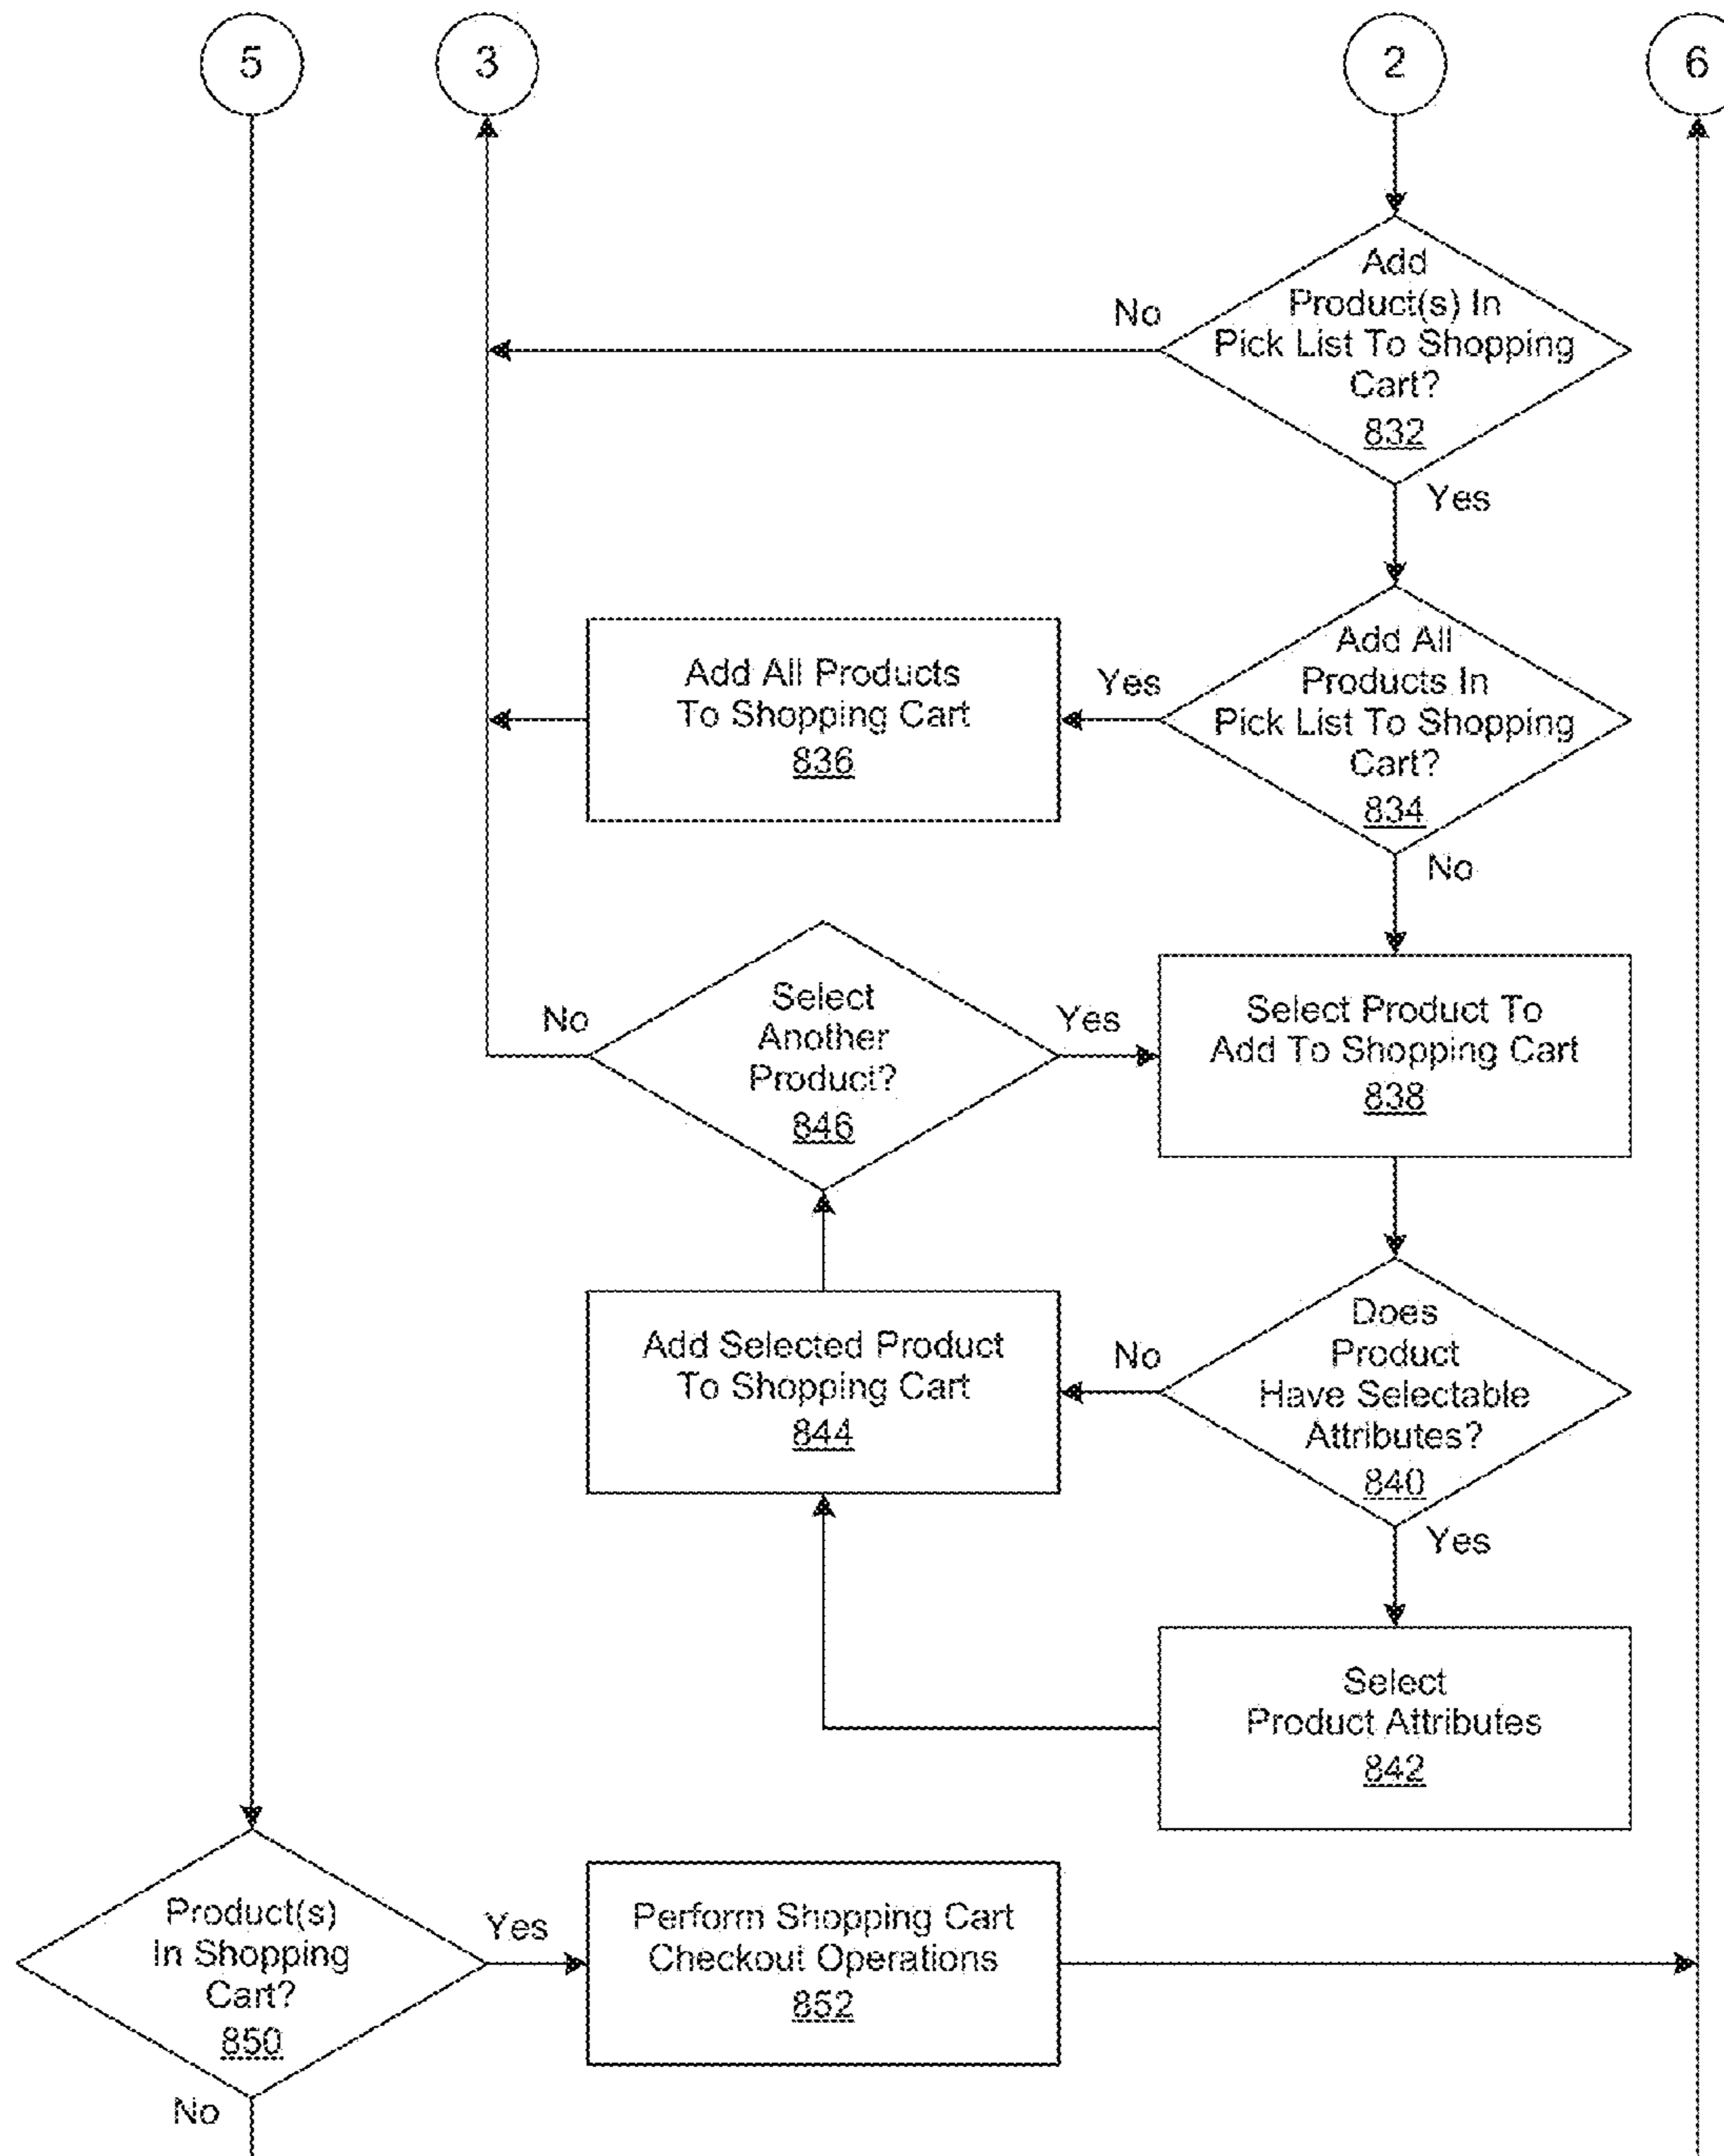 5
3
2
6
Add
Product(s) In
Pick List To Shopping
Cart?
832
No
Yes
Add All
Products In
Pick List To Shopping
Cart?
834
Yes
No
Add All Products
To Shopping Cart
836
Select
Another
Product?
846
No
Yes
Select Product To
Add To Shopping Cart
838
Add Selected Product
To Shopping Cart
844
No
Does
Product
Have Selectable
Attributes?
840
Yes
Select
Product Attributes
842
Product(s)
In Shopping
Cart?
850
Yes
No
Perform Shopping Cart
Checkout Operations
852